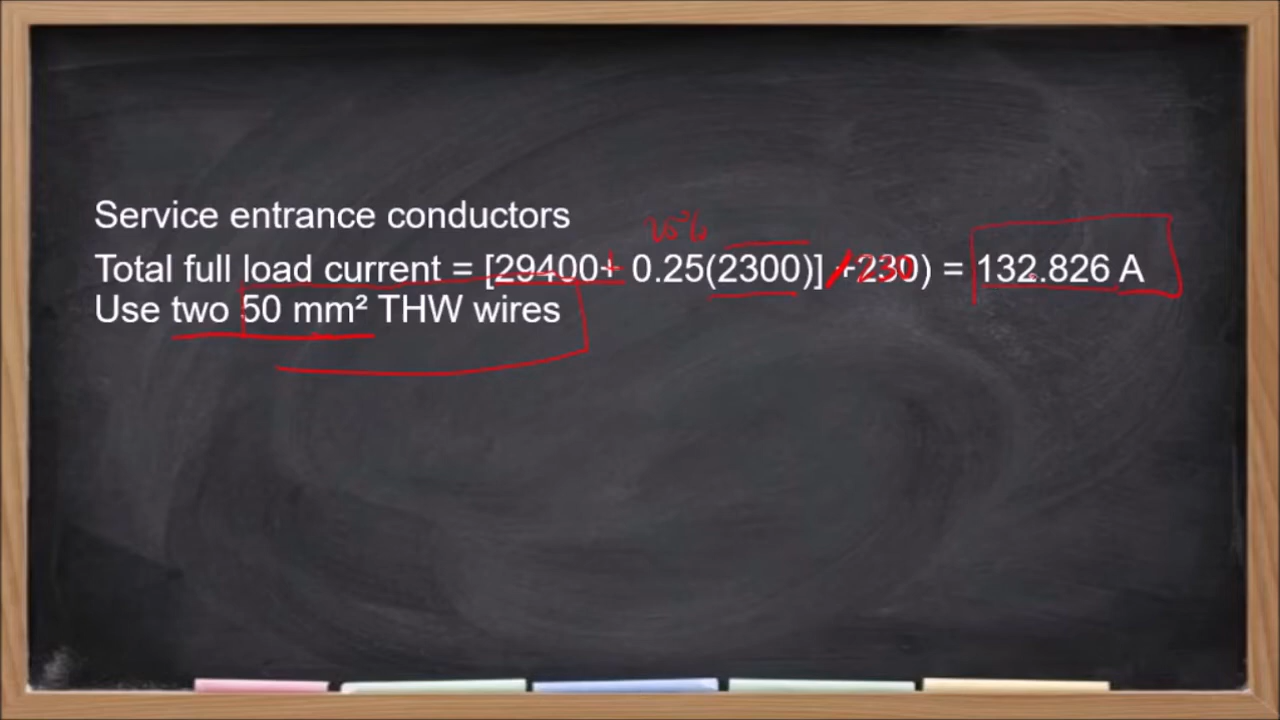 Service entrance conductors
25%
Total full load current = [29400+ 0.25(2300)] +230) = 132.826 A
Use two 50 mm² THW wires